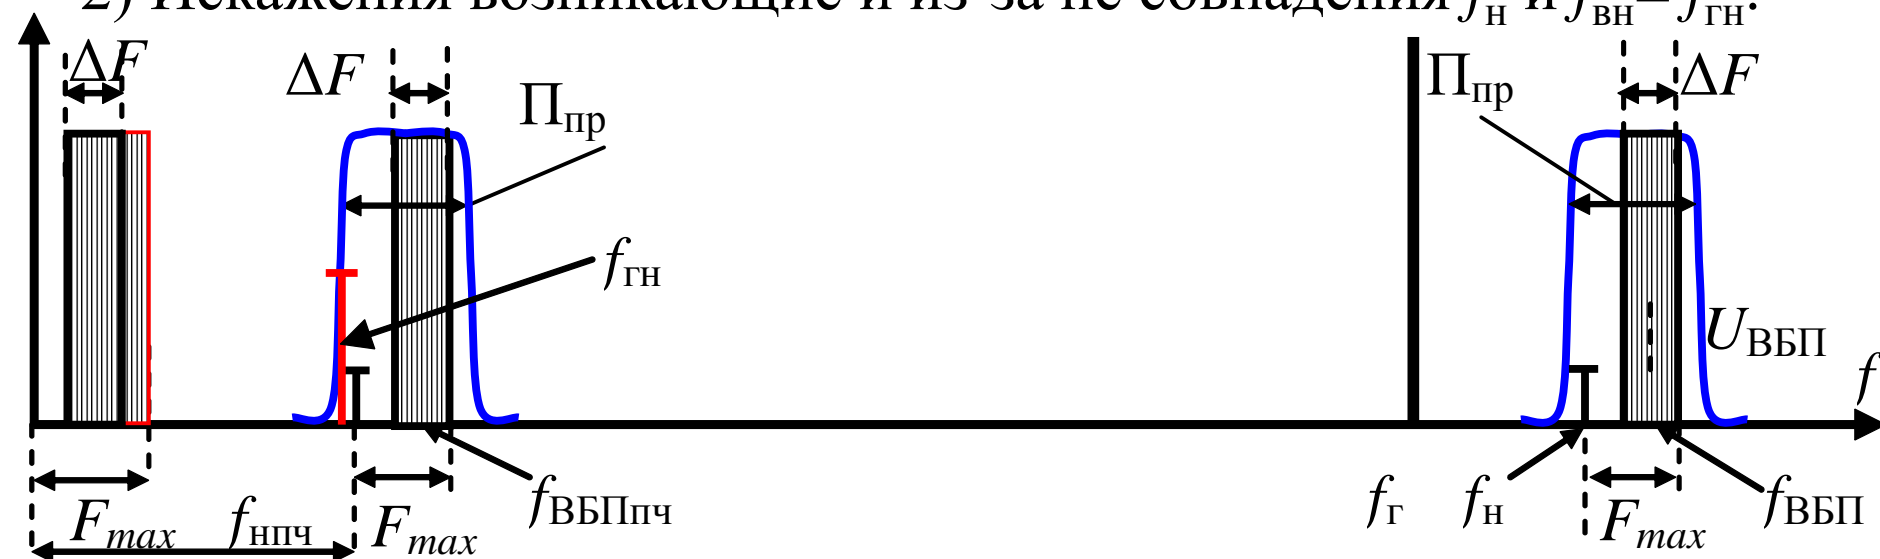 2) Искажения возникающие и из-за не совпадения fн и fвн=fгн.
ΔF ΔF Ппр Ппр ΔF
fгн
UВБП
f
Fmax fнпч Fmax fВБПпч fг fн Fmax fВБП